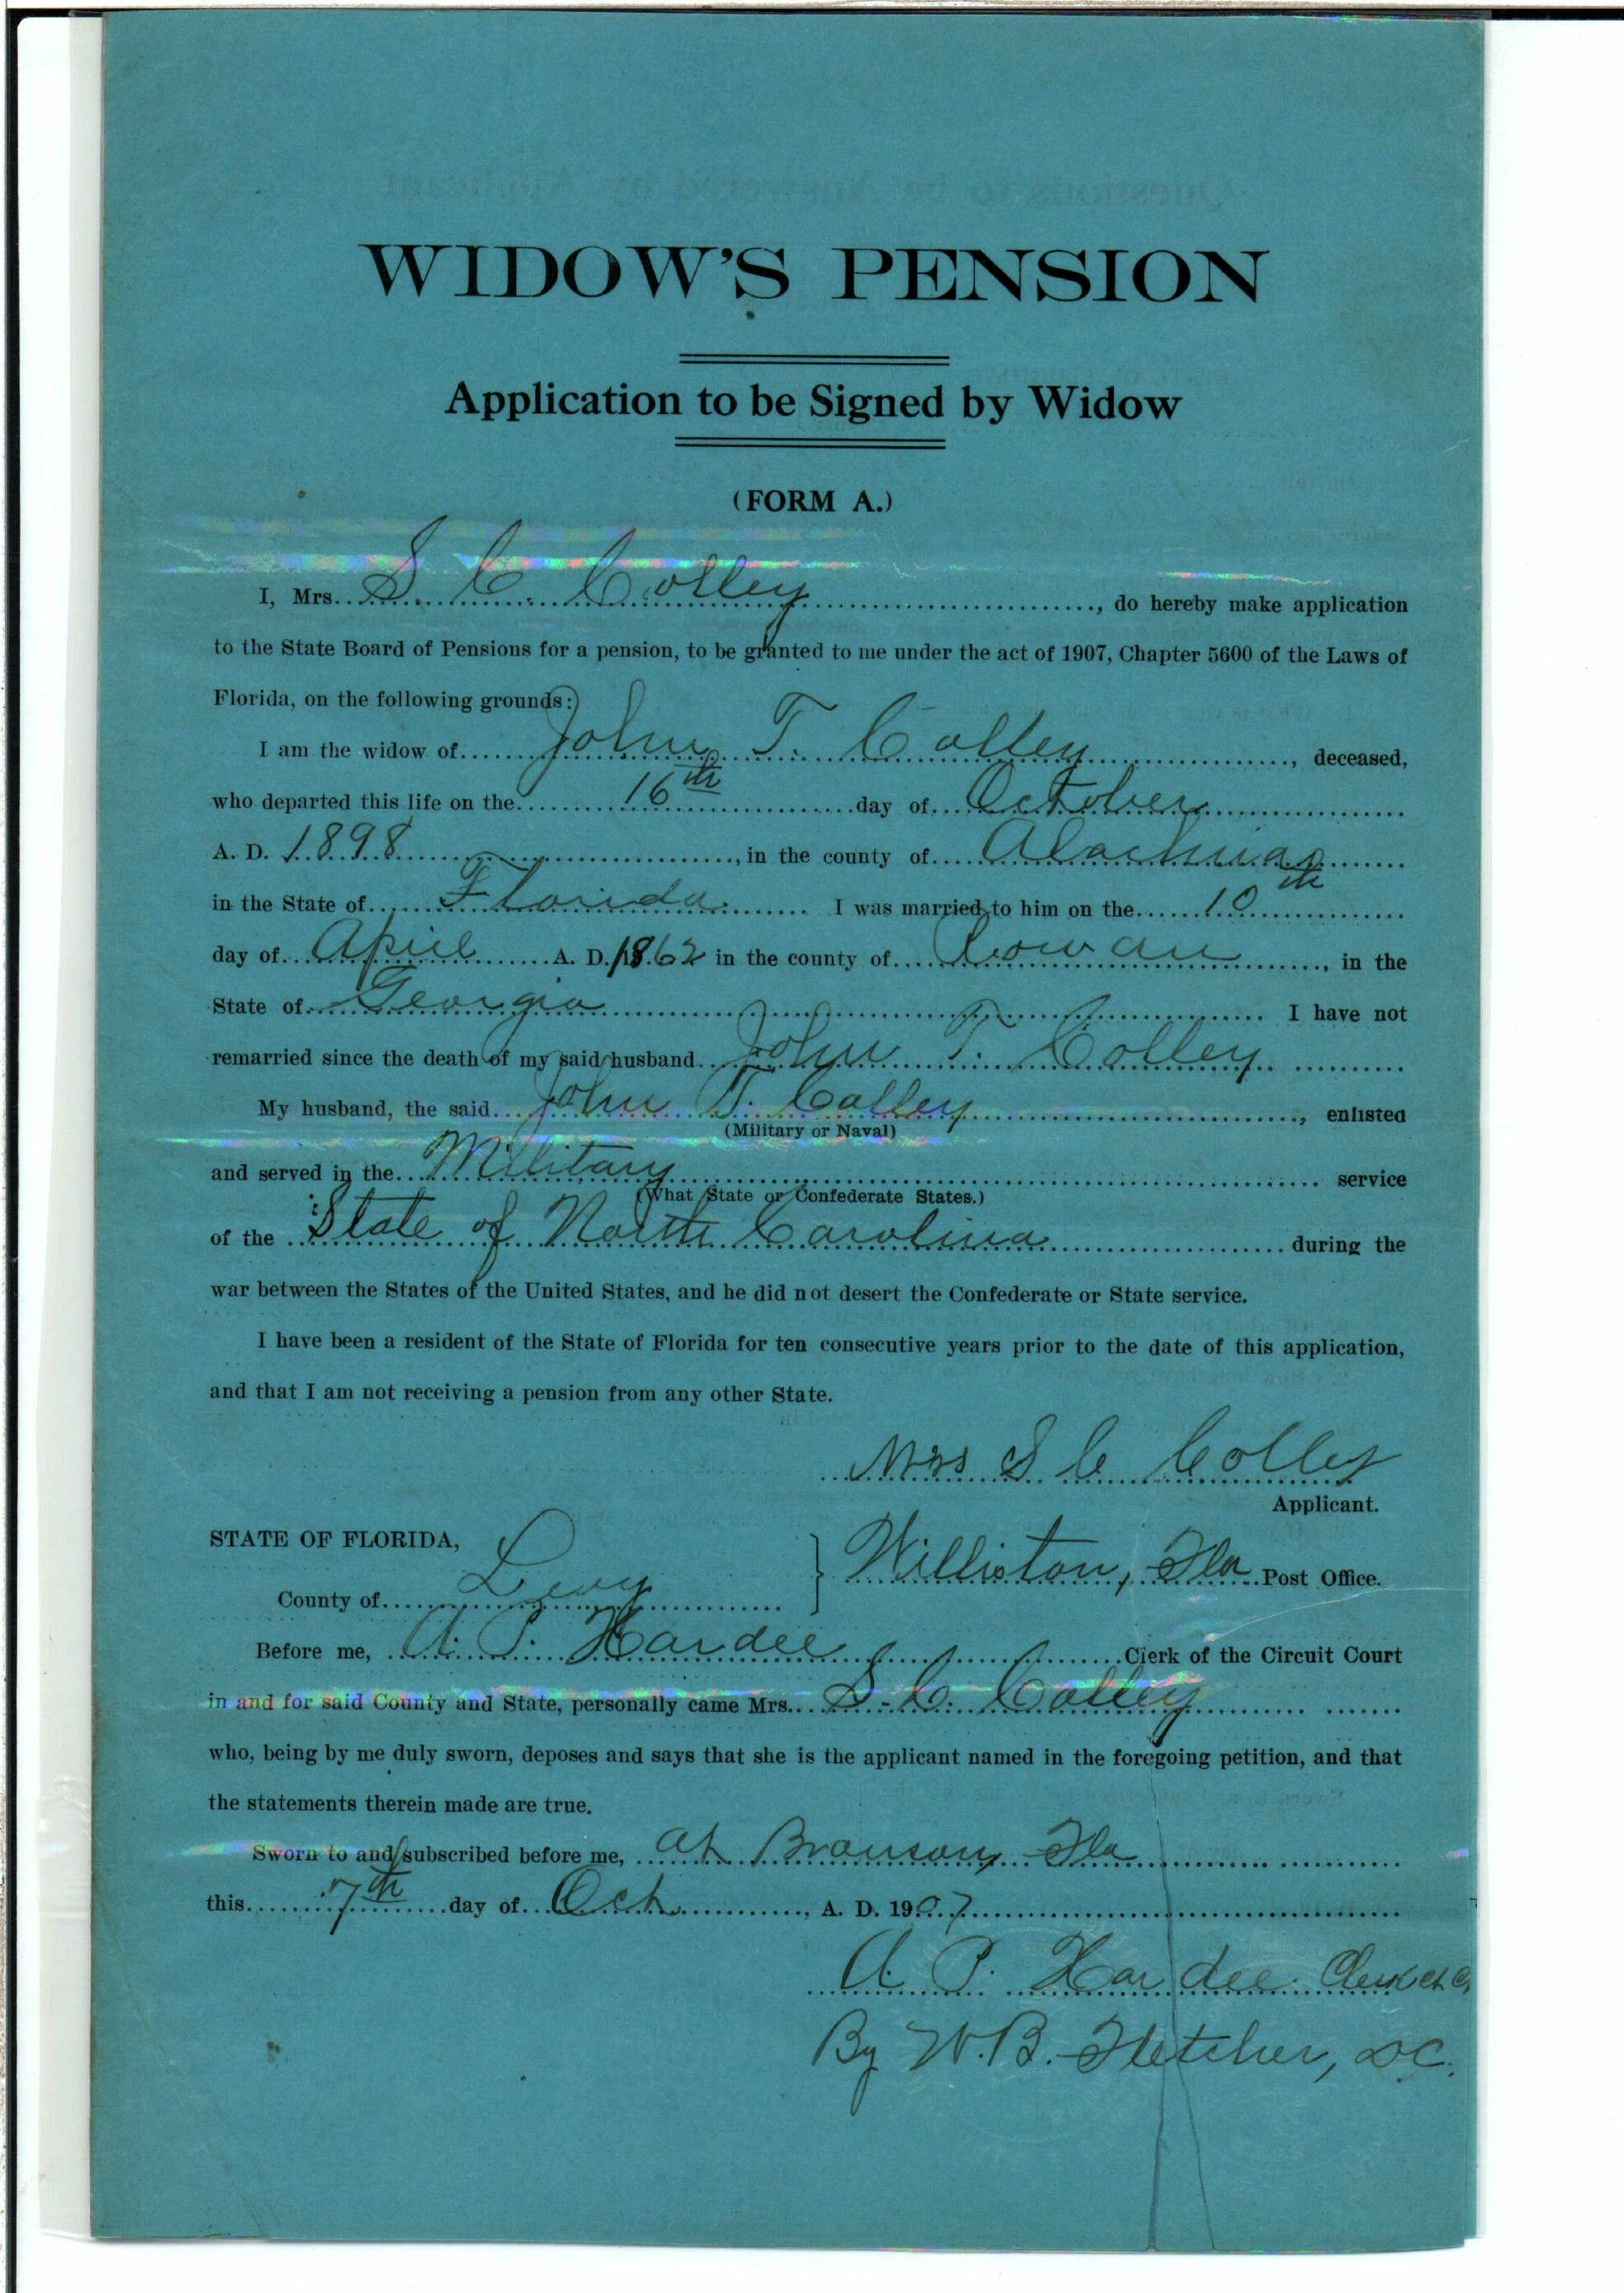 WIDOW'S PENSION
Application to be Signed by Widow
(FORM A.)
I, Mrs. S. C. Colley, do hereby make application
to the State Board of Pensions for a pension, to be granted to me under the act of 1907, Chapter 5600 of the Laws of
Florida, on the following grounds:
I am the widow of John T. Colley, deceased,
who departed this life on the 16th day of October
A. D. 1898, in the county of Alachua
in the State of Florida. I was married to him on the 10th
day of April A. D. 1862 in the county of Cowan, in the
State of Georgia I have not
remarried since the death of my said husband John T. Colley
My husband, the said John T. Colley, enlisted
(Military or Naval)
and served in the Military service
(What State or Confederate States.)
of the State of North Carolina during the
war between the States of the United States, and he did not desert the Confederate or State service.
I have been a resident of the State of Florida for ten consecutive years prior to the date of this application,
and that I am not receiving a pension from any other State.
Mrs S C Colley
Applicant.
STATE OF FLORIDA,
Williston, Fla Post Office.
County of Levy
Before me, A. P. Hardee Clerk of the Circuit Court
in and for said County and State, personally came Mrs. S. C. Colley
who, being by me duly sworn, deposes and says that she is the applicant named in the foregoing petition, and that
the statements therein made are true.
Sworn to and subscribed before me, at Bronson, Fla
this 7th day of Oct, A. D. 1907
A. P. Hardee Clerk Ct C.
By W. B. Fletcher, DC.